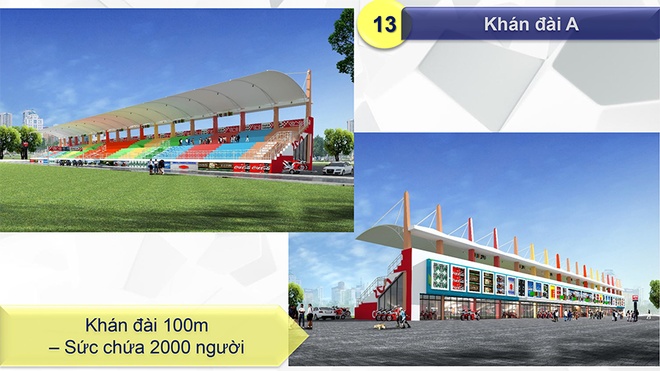 13
Khán đài A
Khán đài 100m
– Sức chứa 2000 người